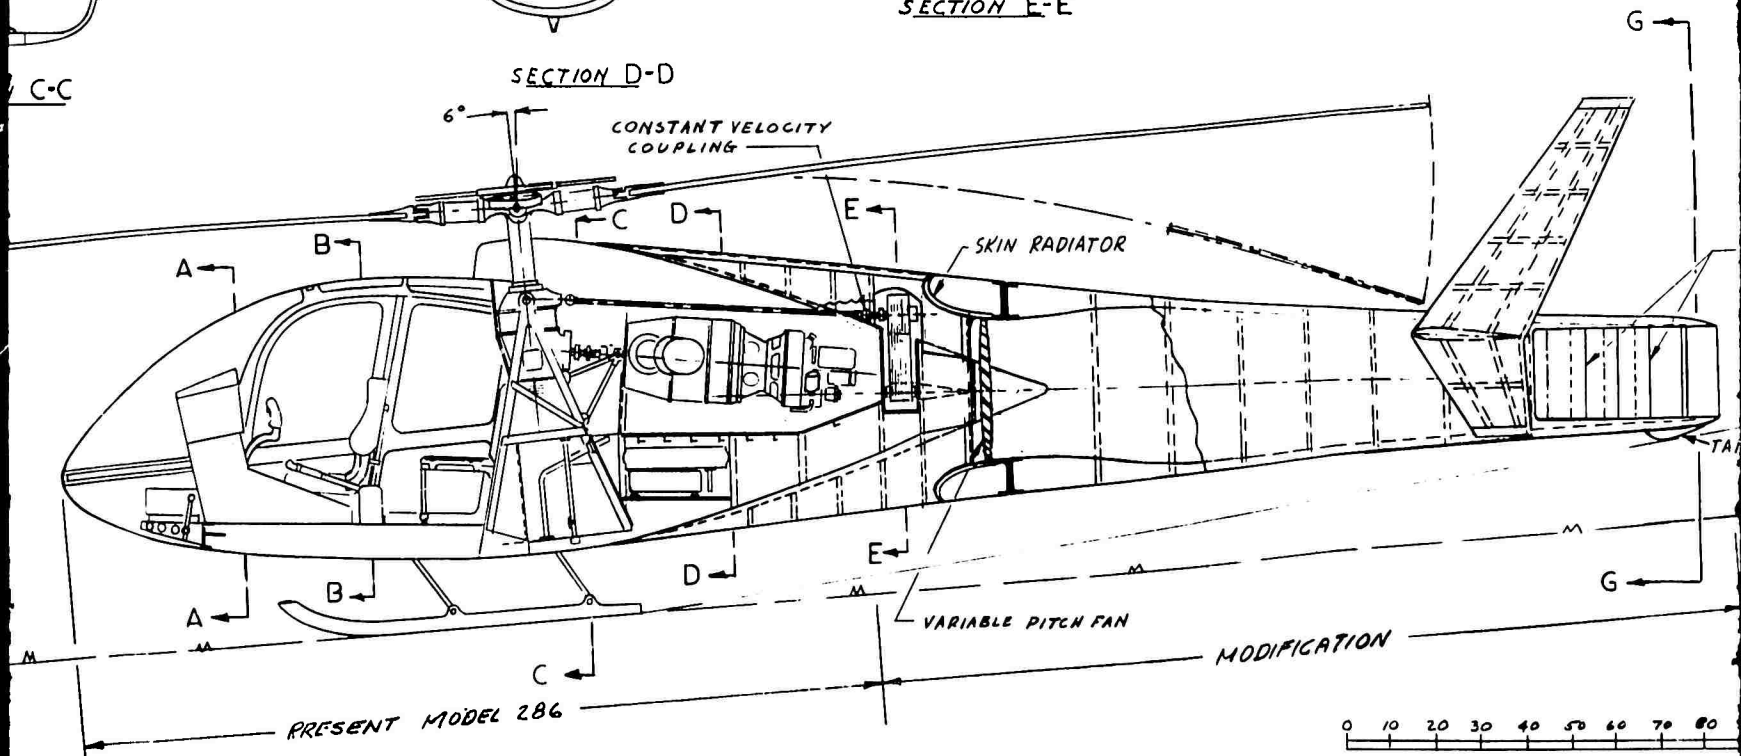 SECTION E-E
G
C-C
SECTION D-D
6°
CONSTANT VELOCITY
COUPLING
C
D
E
B
A
SKIN RADIATOR
E
D
B
A
G
VARIABLE PITCH FAN
C
MODIFICATION
PRESENT MODEL 286
0 10 20 30 40 50 60 70 80